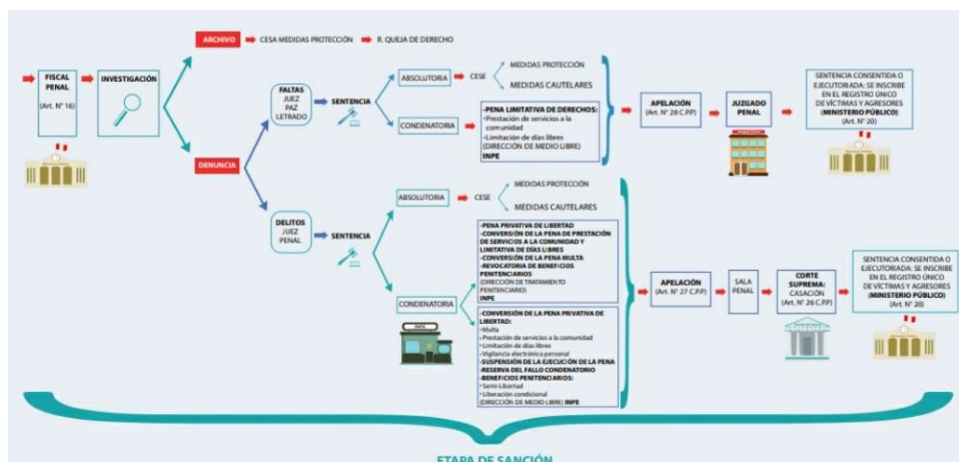 ARCHIVO
CESA MEDIDAS PROTECCIÓN
R. QUEJA DE DERECHO
FISCAL
PENAL
(Art. N° 16)
INVESTIGACIÓN
DENUNCIA
FALTAS
JUEZ
PAZ
LETRADO
SENTENCIA
ABSOLUTORIA
CESE
MEDIDAS PROTECCIÓN
MEDIDAS CAUTELARES
CONDENATORIA
-PENA LIMITATIVA DE DERECHOS:
•Prestación de servicios a la
comunidad
•Limitación de días libres
(DIRECCIÓN DE MEDIO LIBRE)
INPE
APELACIÓN
(Art. N° 28 C.P.P)
JUZGADO
PENAL
SENTENCIA CONSENTIDA O
EJECUTORIADA: SE INSCRIBE
EN EL REGISTRO ÚNICO
DE VÍCTIMAS Y AGRESORES
(MINISTERIO PÚBLICO)
(Art. N° 20)
DELITOS
JUEZ
PENAL
SENTENCIA
ABSOLUTORIA
CESE
MEDIDAS PROTECCIÓN
MEDIDAS CAUTELARES
CONDENATORIA
-PENA PRIVATIVA DE LIBERTAD
-CONVERSIÓN DE LA PENA DE PRESTACIÓN
DE SERVICIOS A LA COMUNIDAD Y
LIMITATIVA DE DÍAS LIBRES
-CONVERSIÓN DE LA PENA MULTA
-REVOCATORIA DE BENEFICIOS
PENITENCIARIOS
(DIRECCIÓN DE TRATAMIENTO
PENITENCIARIO)
INPE
-CONVERSIÓN DE LA PENA PRIVATIVA DE
LIBERTAD:
•Multa
•Prestación de servicios a la comunidad
•Limitación de días libres
•Vigilancia electrónica personal
-SUSPENSIÓN DE LA EJECUCIÓN DE LA PENA
-RESERVA DEL FALLO CONDENATORIO
-BENEFICIOS PENITENCIARIOS:
•Semi-Libertad
•Liberación condicional
(DIRECCIÓN DE MEDIO LIBRE) INPE
APELACIÓN
(Art. N° 27 C.P.P)
SALA
PENAL
CORTE
SUPREMA:
CASACIÓN
(Art. N° 26 C.P.P)
SENTENCIA CONSENTIDA O
EJECUTORIADA: SE INSCRIBE
EN EL REGISTRO ÚNICO
DE VÍCTIMAS Y AGRESORES
(MINISTERIO PÚBLICO)
(Art. N° 20)
ETAPA DE SANCIÓN